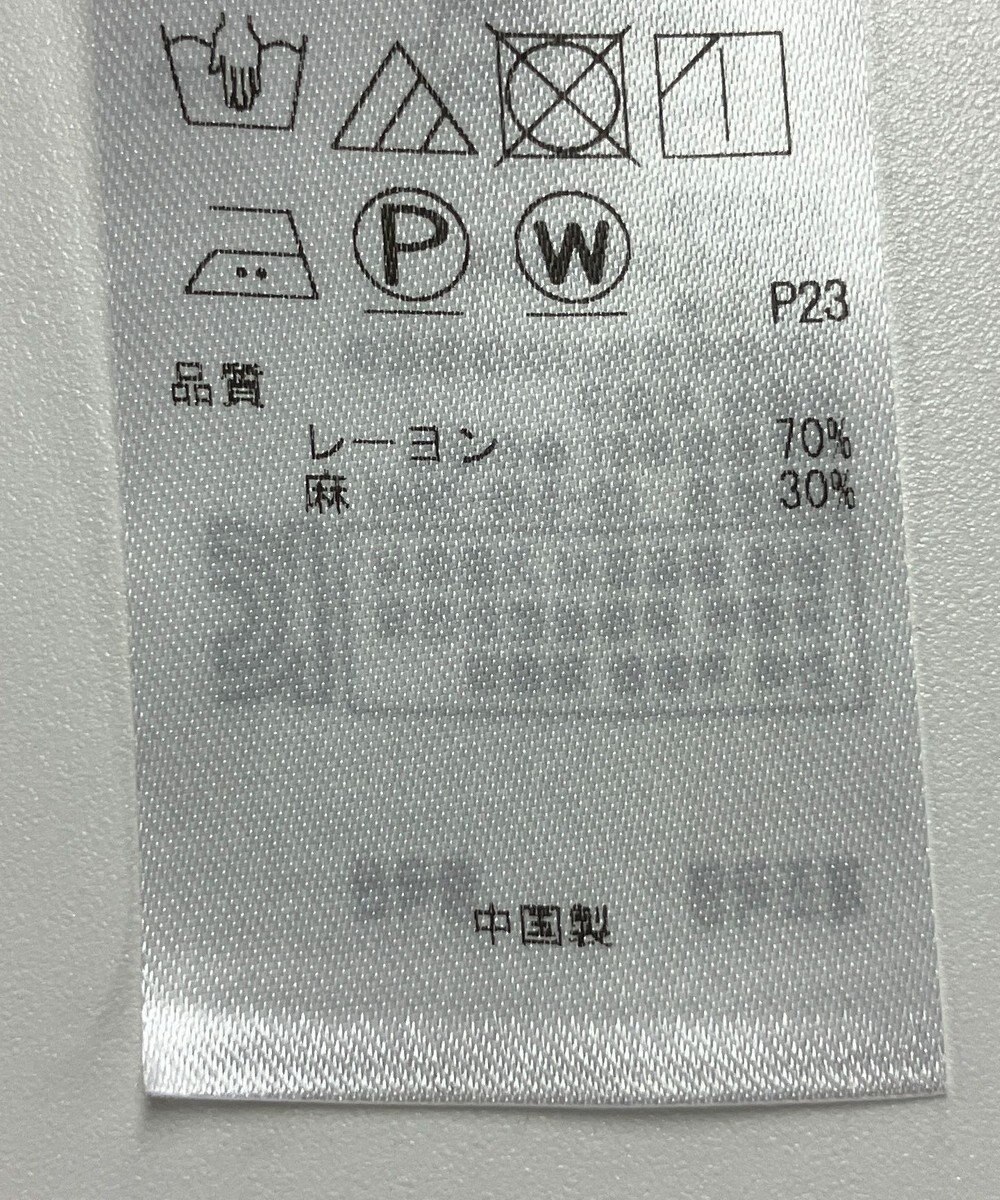 P W
P23
品質
レーヨン 70%
麻 30%
中国製